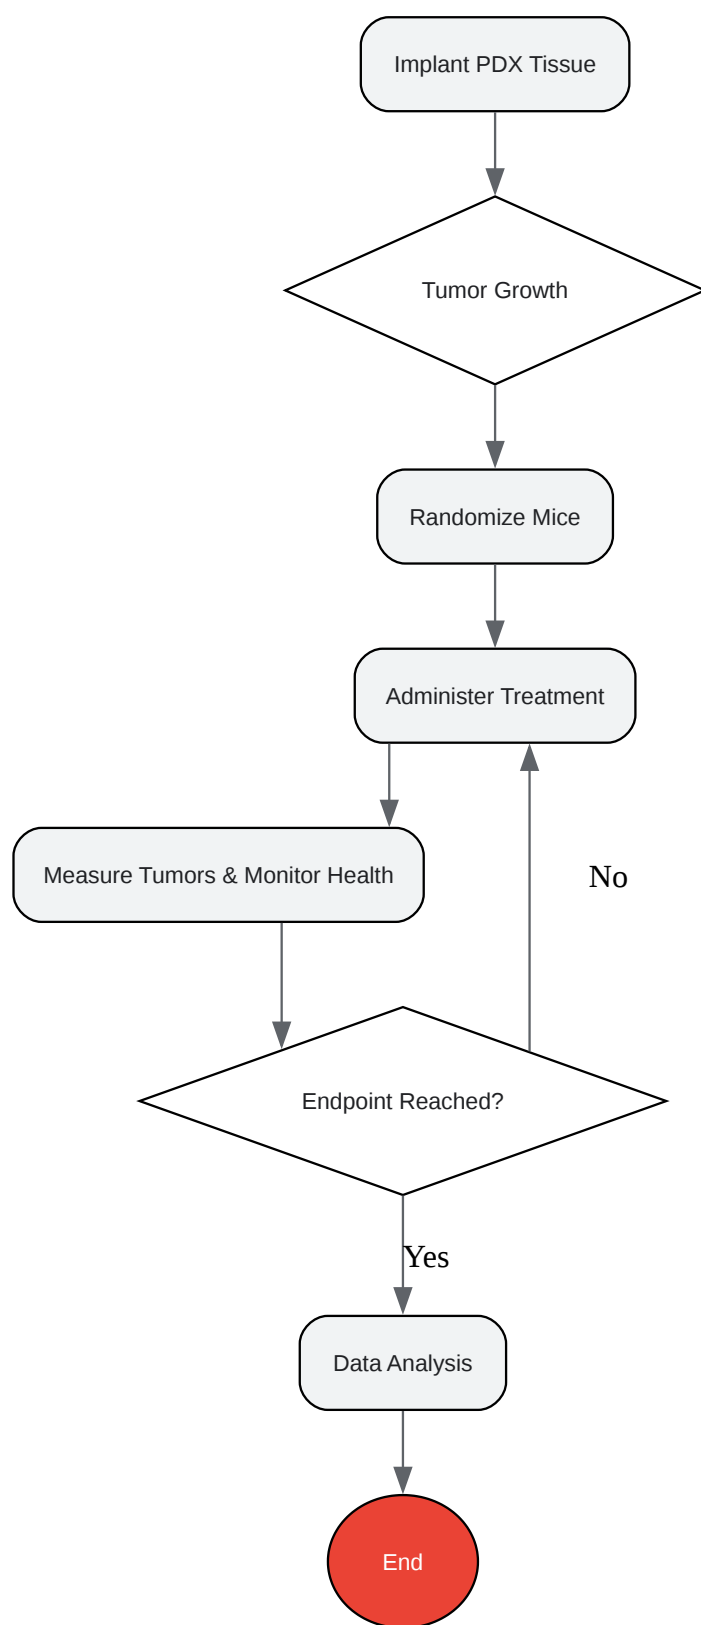 Implant PDX Tissue
Tumor Growth
Randomize Mice
Administer Treatment
Measure Tumors & Monitor Health
No
Endpoint Reached?
Yes
Data Analysis
End